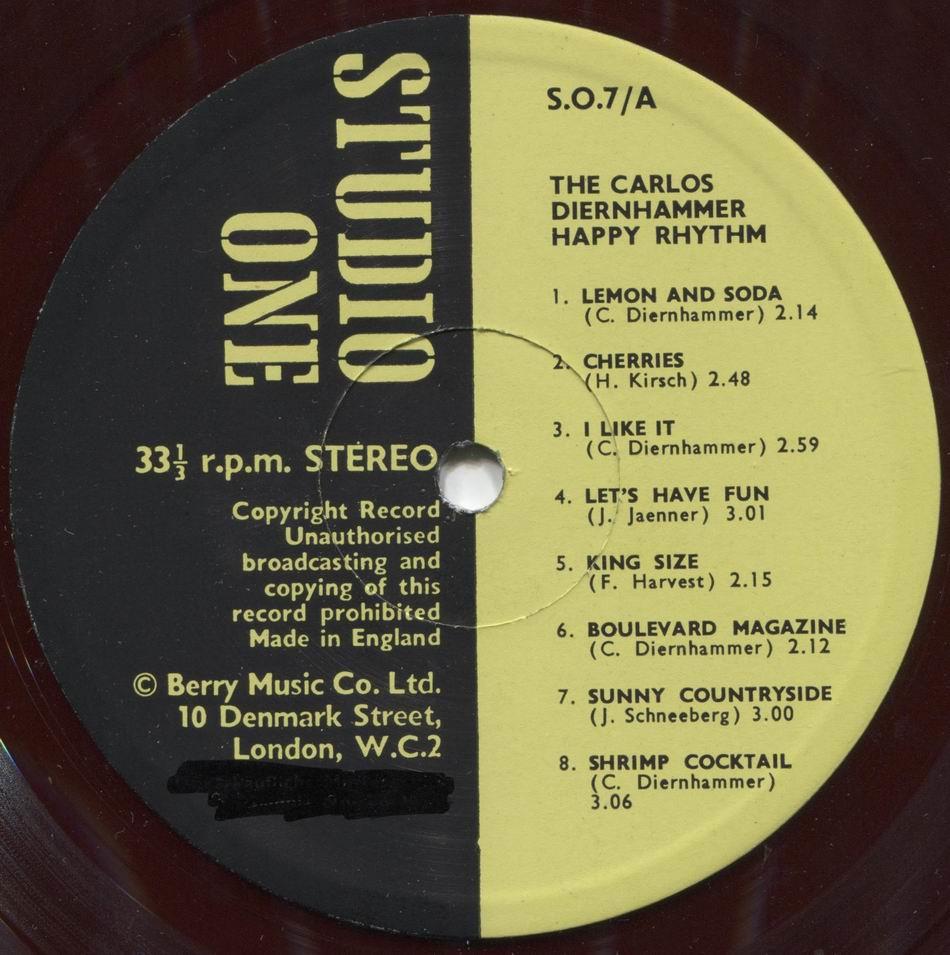 STUDIO
ONE
33⅓ r.p.m. STEREO
Copyright Record
Unauthorised
broadcasting and
copying of this
record prohibited
Made in England
© Berry Music Co. Ltd.
10 Denmark Street,
London, W.C.2
S.O.7/A
THE CARLOS
DIERNHAMMER
HAPPY RHYTHM
1. LEMON AND SODA
(C. Diernhammer) 2.14
2. CHERRIES
(H. Kirsch) 2.48
3. I LIKE IT
(C. Diernhammer) 2.59
4. LET'S HAVE FUN
(J. Jaenner) 3.01
5. KING SIZE
(F. Harvest) 2.15
6. BOULEVARD MAGAZINE
(C. Diernhammer) 2.12
7. SUNNY COUNTRYSIDE
(J. Schneeberg) 3.00
8. SHRIMP COCKTAIL
(C. Diernhammer)
3.06